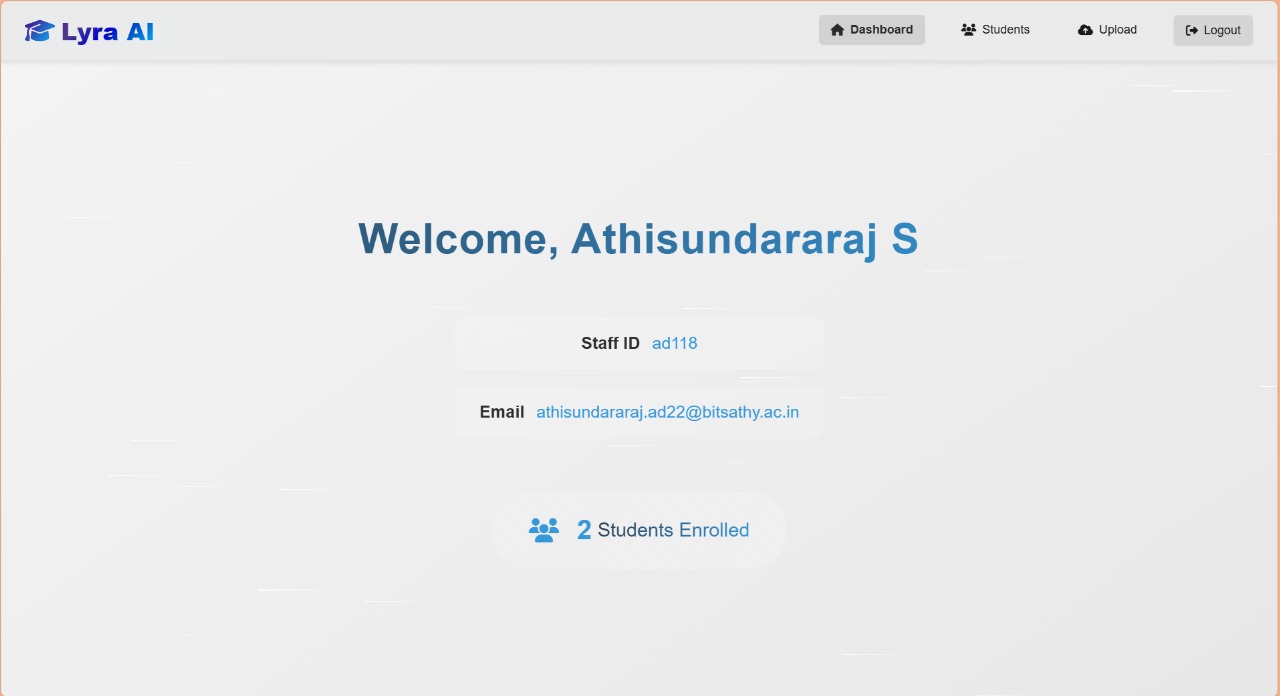 Lyra AI
Dashboard Students Upload Logout
Welcome, Athisundararaj S
Staff ID ad118
Email athisundararaj.ad22@bitsathy.ac.in
2 Students Enrolled